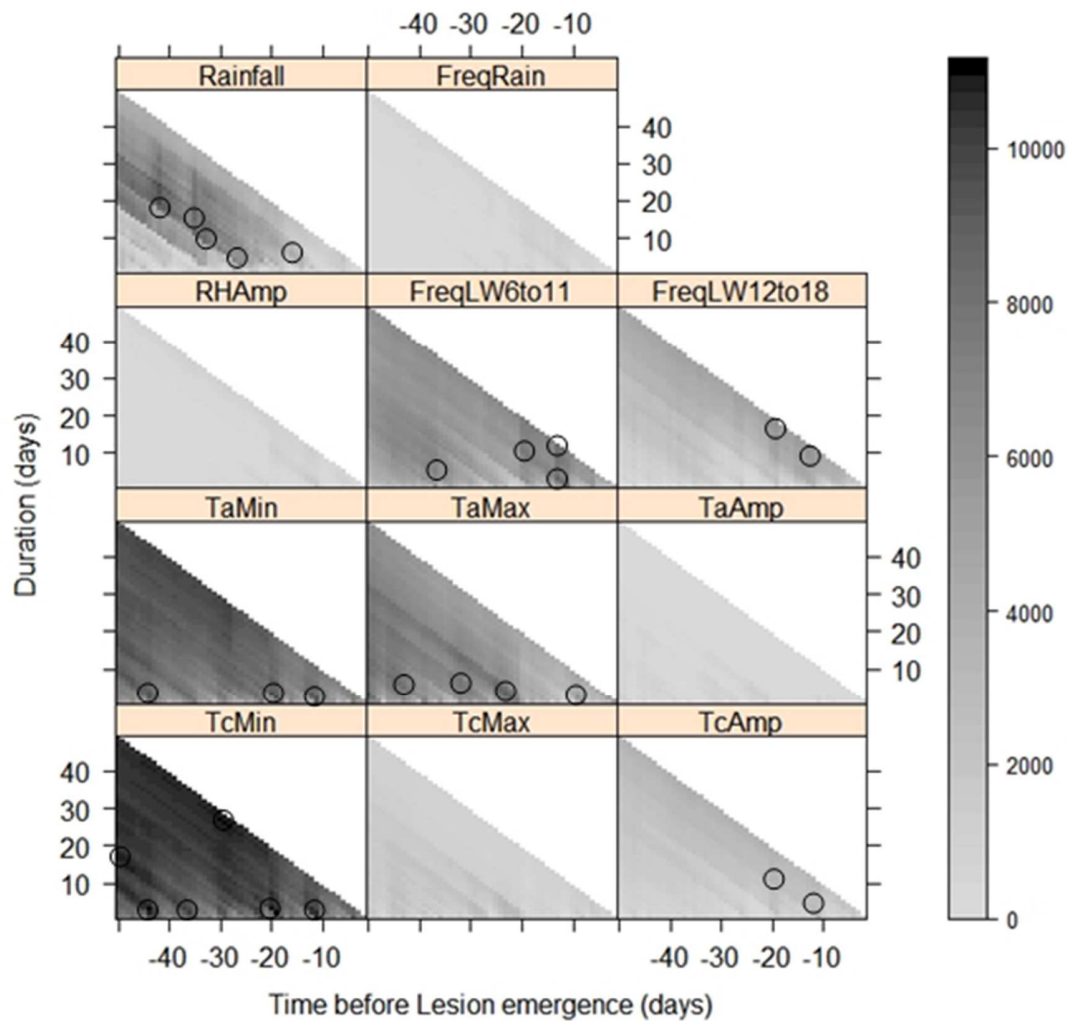 -40 -30 -20 -10
Rainfall FreqRain
40
30
20
10
10000
8000
6000
4000
2000
0
RHAmp FreqLW6to11 FreqLW12to18
40
30
20
10
TaMin TaMax TaAmp
40
30
20
10
TcMin TcMax TcAmp
40
30
20
10
-40 -30 -20 -10 -40 -30 -20 -10
Duration (days)
Time before Lesion emergence (days)